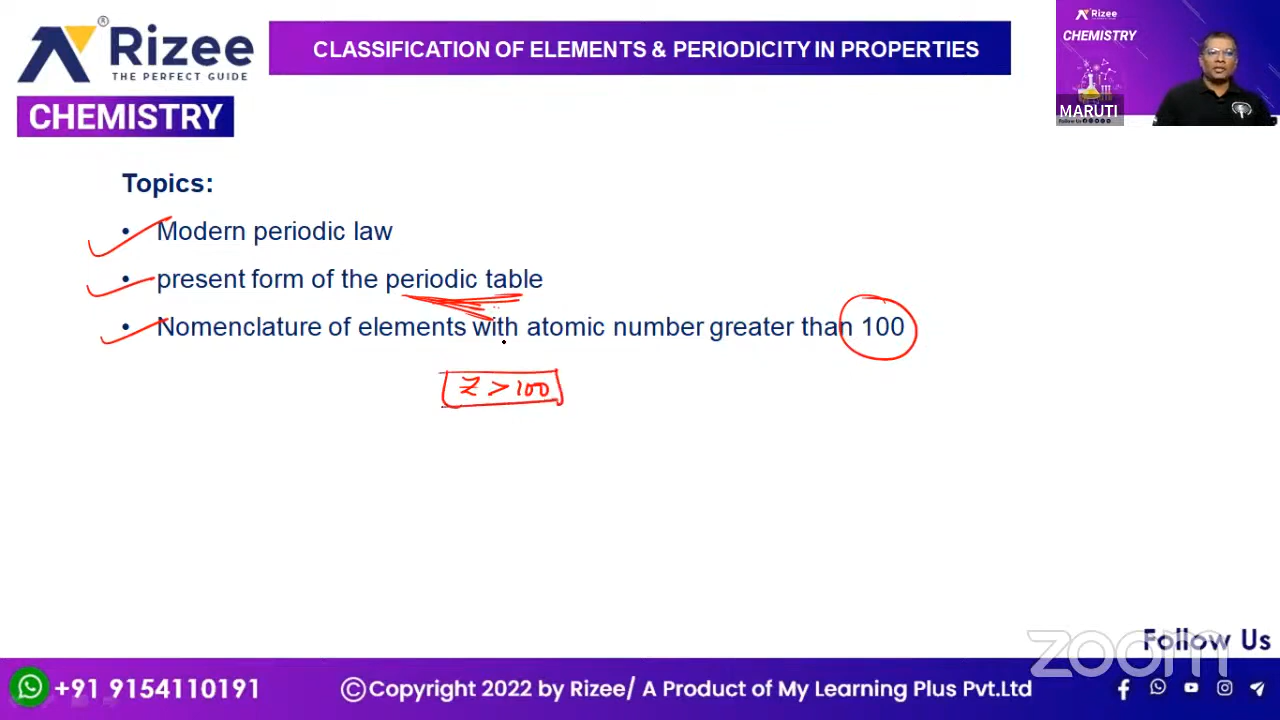 Rizee®
THE PERFECT GUIDE
CHEMISTRY
CLASSIFICATION OF ELEMENTS & PERIODICITY IN PROPERTIES
Rizee
CHEMISTRY
MARUTI
Follow Us
Topics:
• Modern periodic law
• present form of the periodic table
• Nomenclature of elements with atomic number greater than 100
Z > 100
Follow Us
zoom
+91 9154110191
©Copyright 2022 by Rizee/ A Product of My Learning Plus Pvt.Ltd